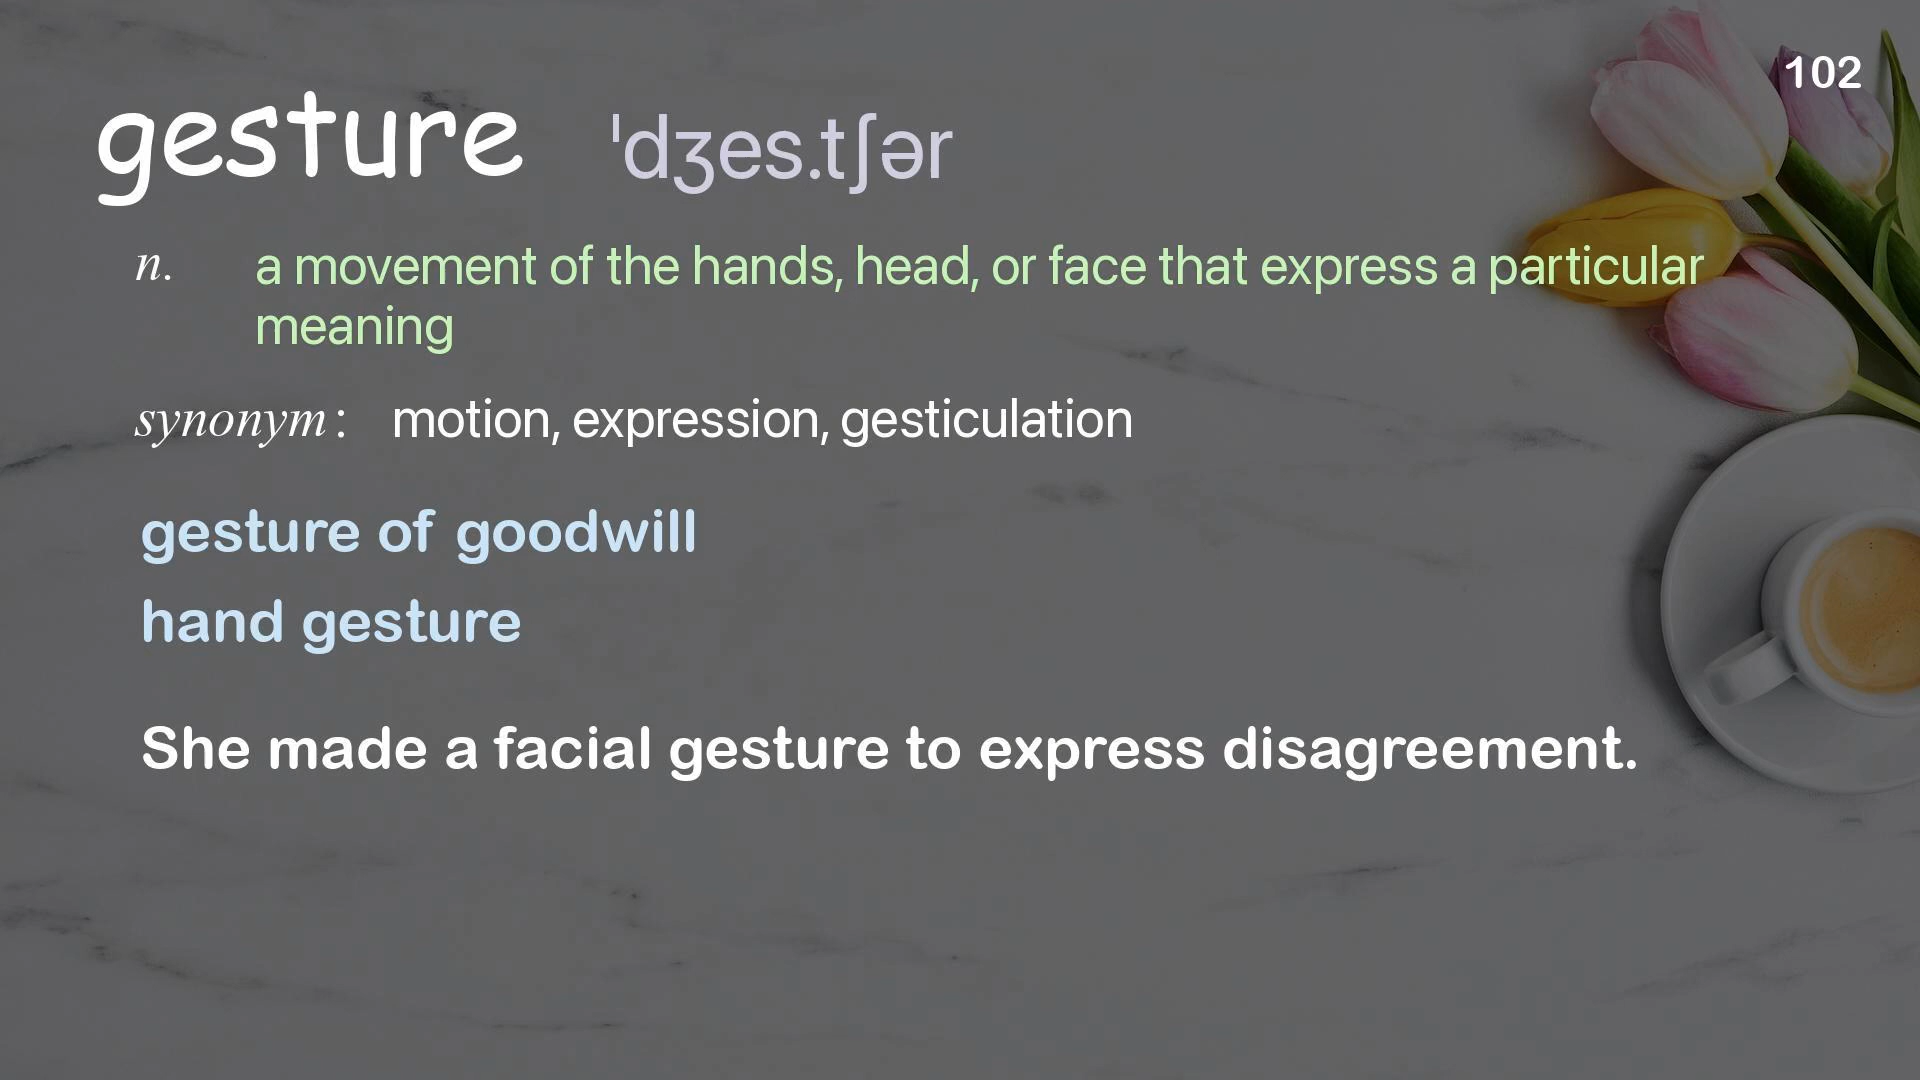 102
gesture ˈdʒes.tʃər
n. a movement of the hands, head, or face that express a particular
meaning
synonym : motion, expression, gesticulation
gesture of goodwill
hand gesture
She made a facial gesture to express disagreement.